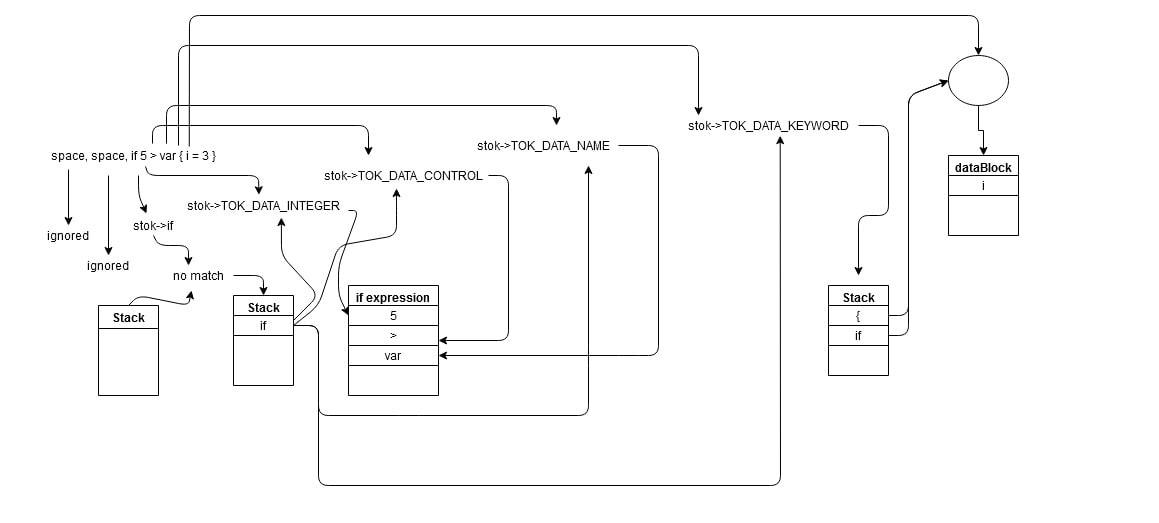 stok->TOK_DATA_KEYWORD
stok->TOK_DATA_NAME
space, space, if 5 > var { i = 3 }
stok->TOK_DATA_CONTROL
dataBlock
i
stok->TOK_DATA_INTEGER
stok->if
ignored
ignored
no match
Stack
Stack
if
if expression
5
>
var
Stack
{
if